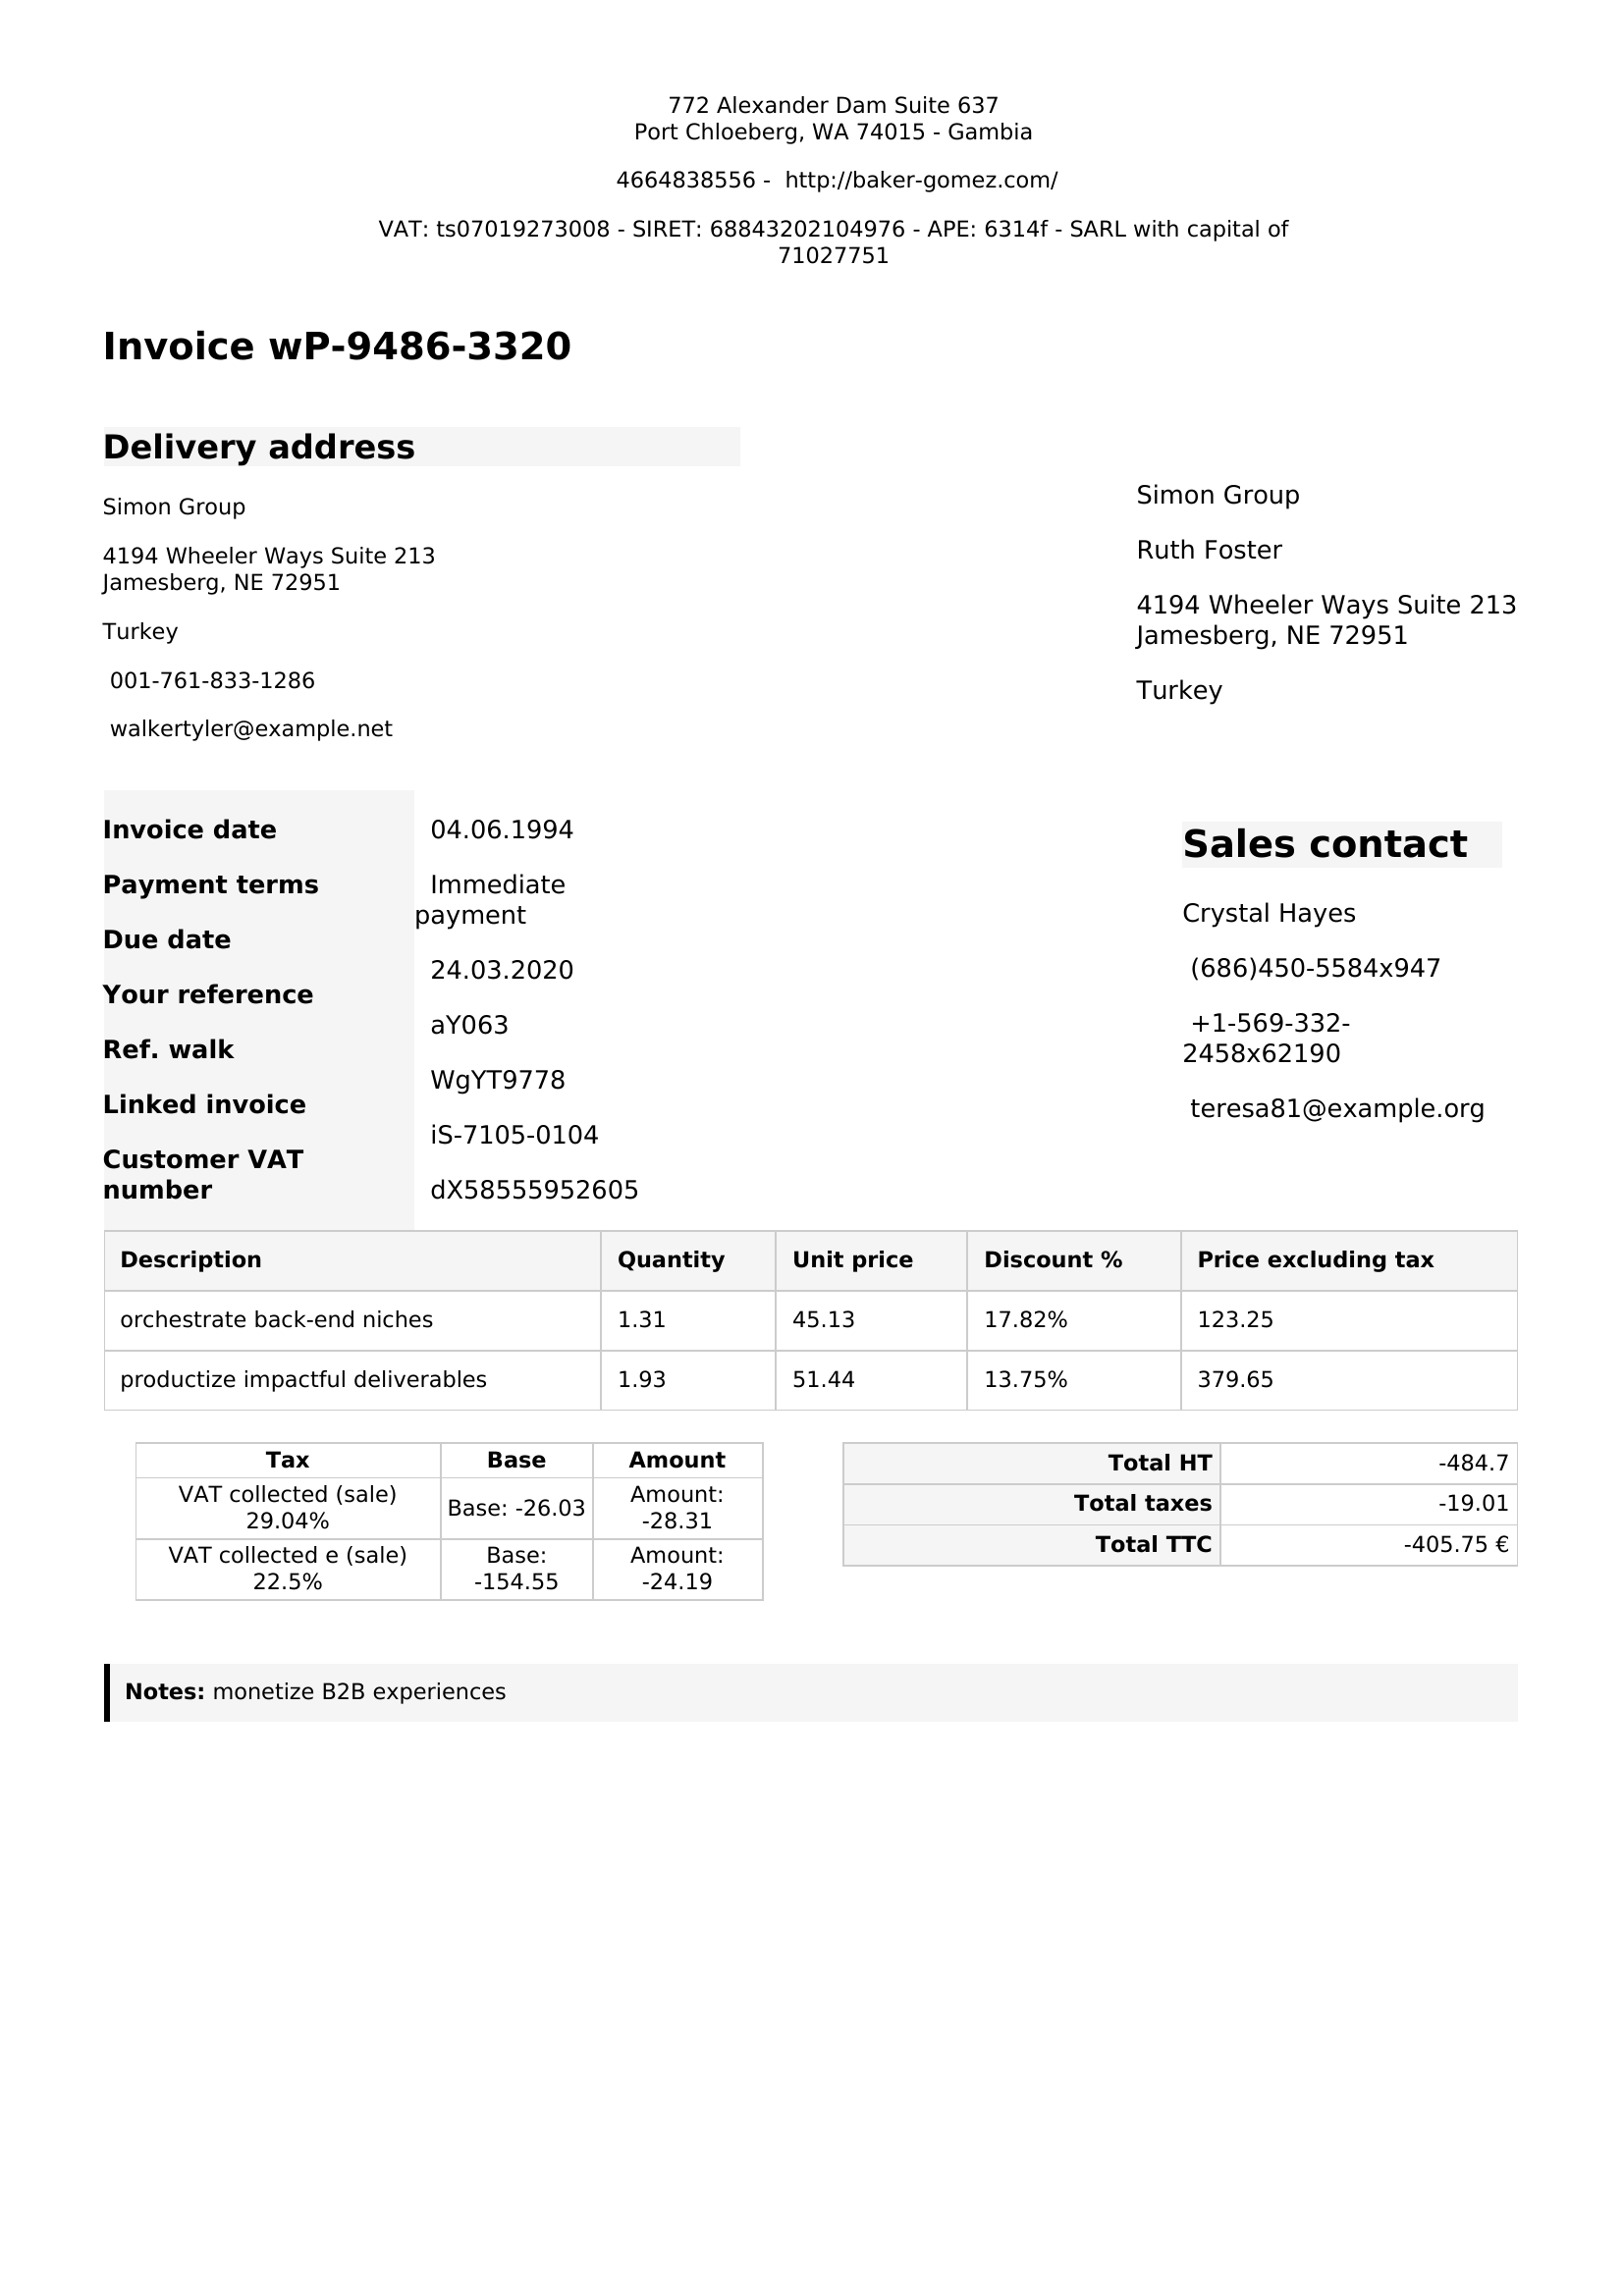 772 Alexander Dam Suite 637
Port Chloeberg, WA 74015 - Gambia
4664838556 - http://baker-gomez.com/
VAT: ts07019273008 - SIRET: 68843202104976 - APE: 6314f - SARL with capital of
71027751
Invoice wP-9486-3320
Delivery address
Simon Group
4194 Wheeler Ways Suite 213
Jamesberg, NE 72951
Turkey
001-761-833-1286
walkertyler@example.net
Simon Group
Ruth Foster
4194 Wheeler Ways Suite 213
Jamesberg, NE 72951
Turkey
Invoice date
Payment terms
Due date
Your reference
Ref. walk
Linked invoice
Customer VAT
number
04.06.1994
Immediate
payment
24.03.2020
aY063
WgYT9778
iS-7105-0104
dX58555952605
Sales contact
Crystal Hayes
(686)450-5584x947
+1-569-332-
2458x62190
teresa81@example.org
Description Quantity Unit price Discount % Price excluding tax
orchestrate back-end niches 1.31 45.13 17.82% 123.25
productize impactful deliverables 1.93 51.44 13.75% 379.65
Tax Base Amount
VAT collected (sale)
29.04%
Base: -26.03
Amount:
-28.31
VAT collected e (sale)
22.5%
Base:
-154.55
Amount:
-24.19
Total HT -484.7
Total taxes -19.01
Total TTC -405.75 €
Notes: monetize B2B experiences